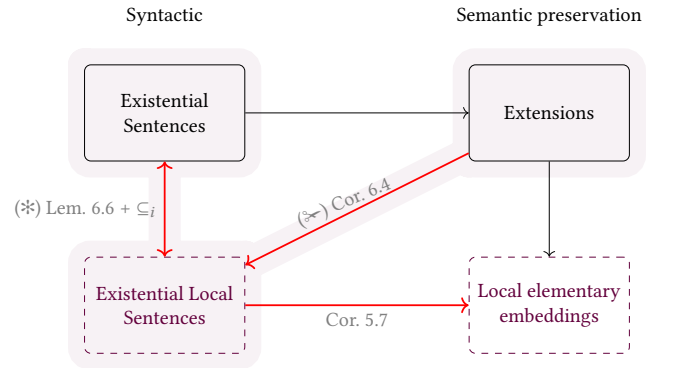 Syntactic
Semantic preservation
Existential
Sentences
Extensions
(✻) Lem. 6.6 + ⊆i
(✂) Cor. 6.4
Existential Local
Sentences
Cor. 5.7
Local elementary
embeddings